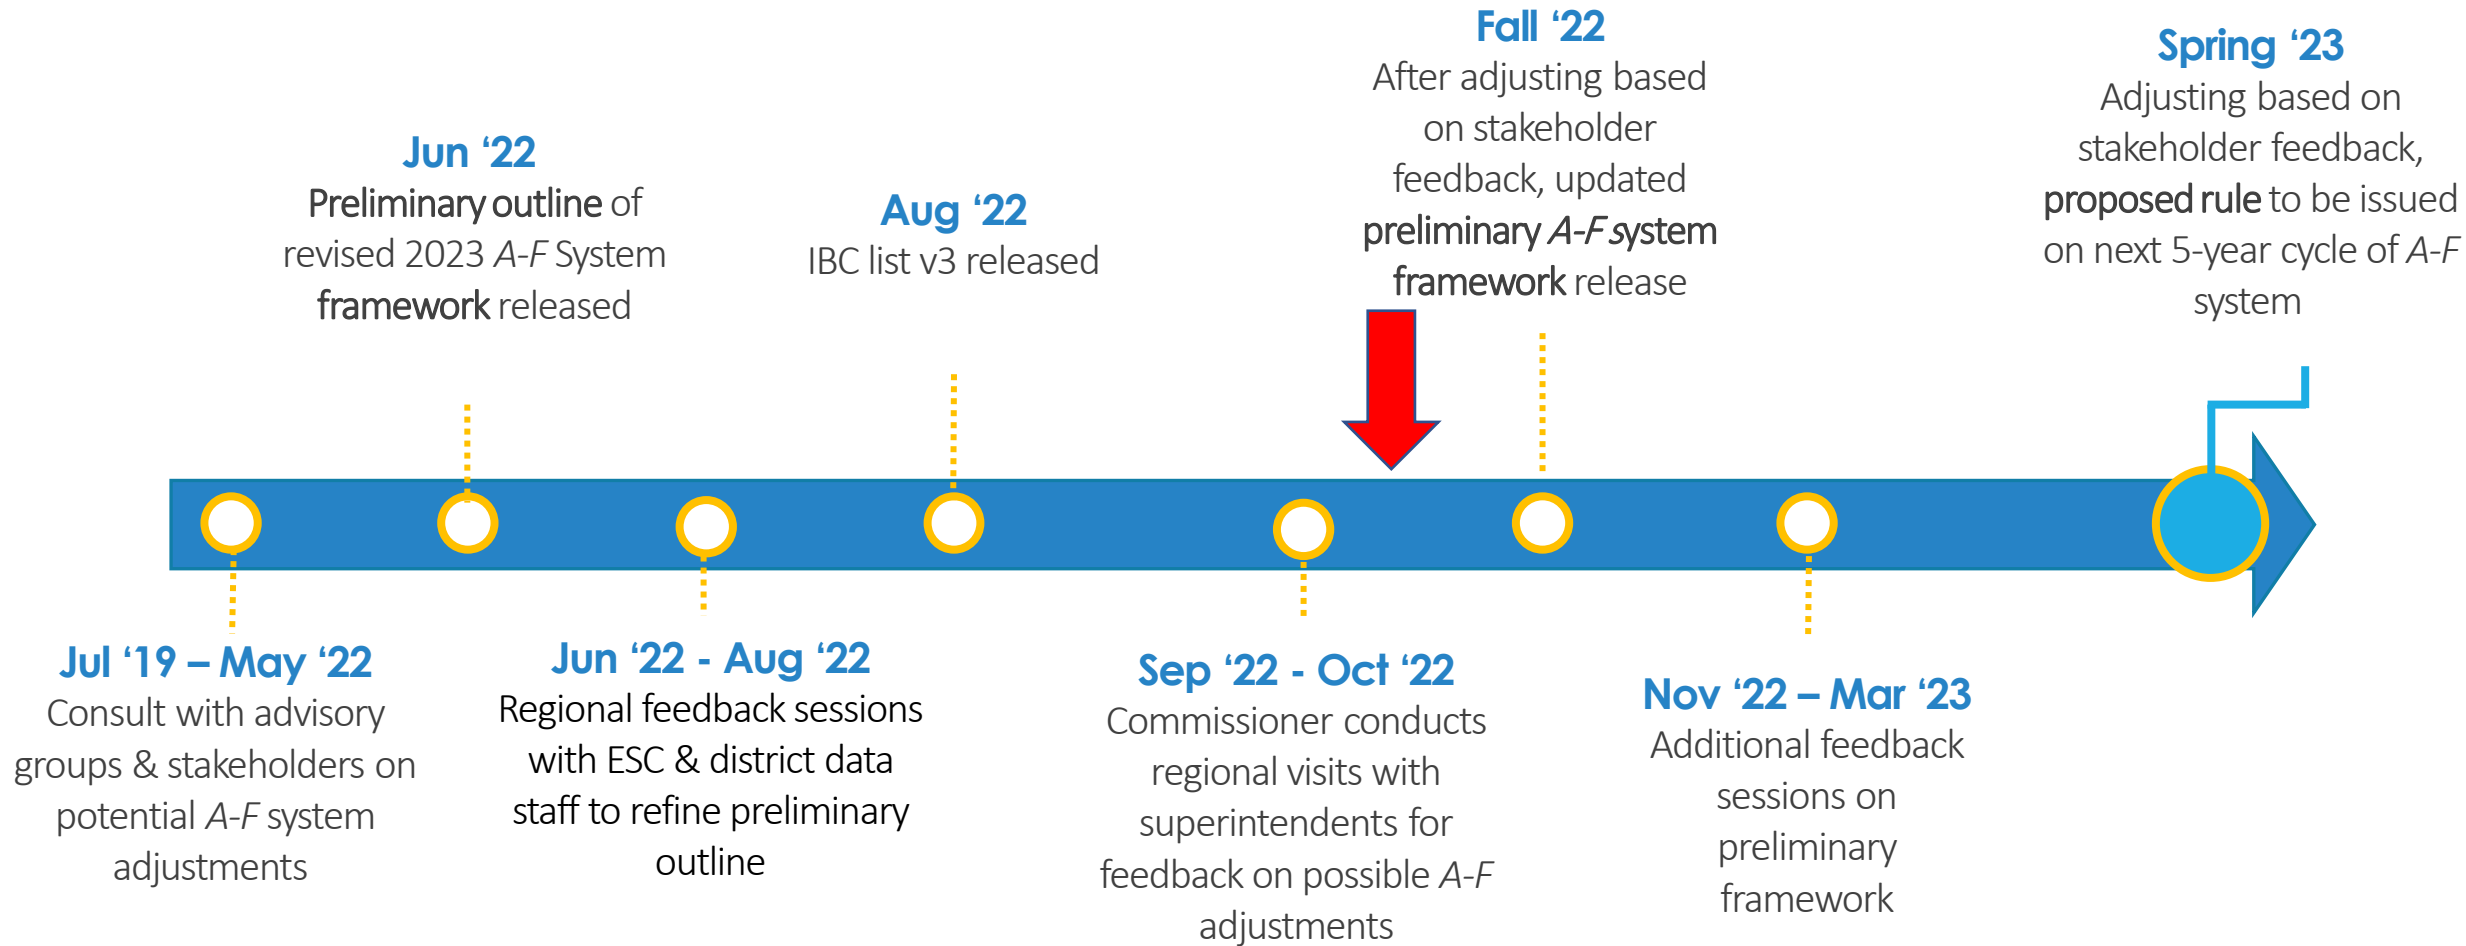 Jul ‘19 – May ‘22
Consult with advisory
groups & stakeholders on
potential A-F system
adjustments
Jun ‘22
Preliminary outline of
revised 2023 A-F System
framework released
Jun ‘22 - Aug ‘22
Regional feedback sessions
with ESC & district data
staff to refine preliminary
outline
Aug ‘22
IBC list v3 released
Sep ‘22 - Oct ‘22
Commissioner conducts
regional visits with
superintendents for
feedback on possible A-F
adjustments
Fall ‘22
After adjusting based
on stakeholder
feedback, updated
preliminary A-F system
framework release
Nov ‘22 – Mar ‘23
Additional feedback
sessions on
preliminary
framework
Spring ‘23
Adjusting based on
stakeholder feedback,
proposed rule to be issued
on next 5-year cycle of A-F
system